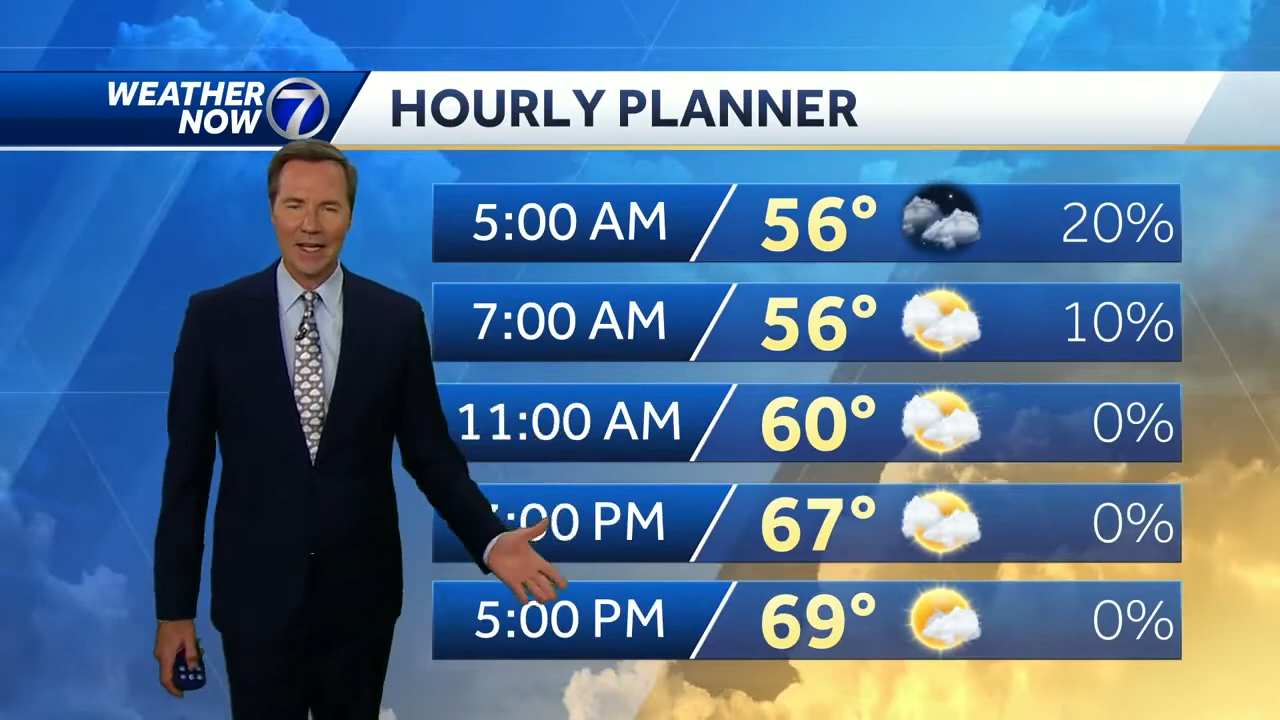 WEATHER
NOW 7
HOURLY PLANNER
5:00 AM 56° 20%
7:00 AM 56° 10%
11:00 AM 60° 0%
:00 PM 67° 0%
5:00 PM 69° 0%